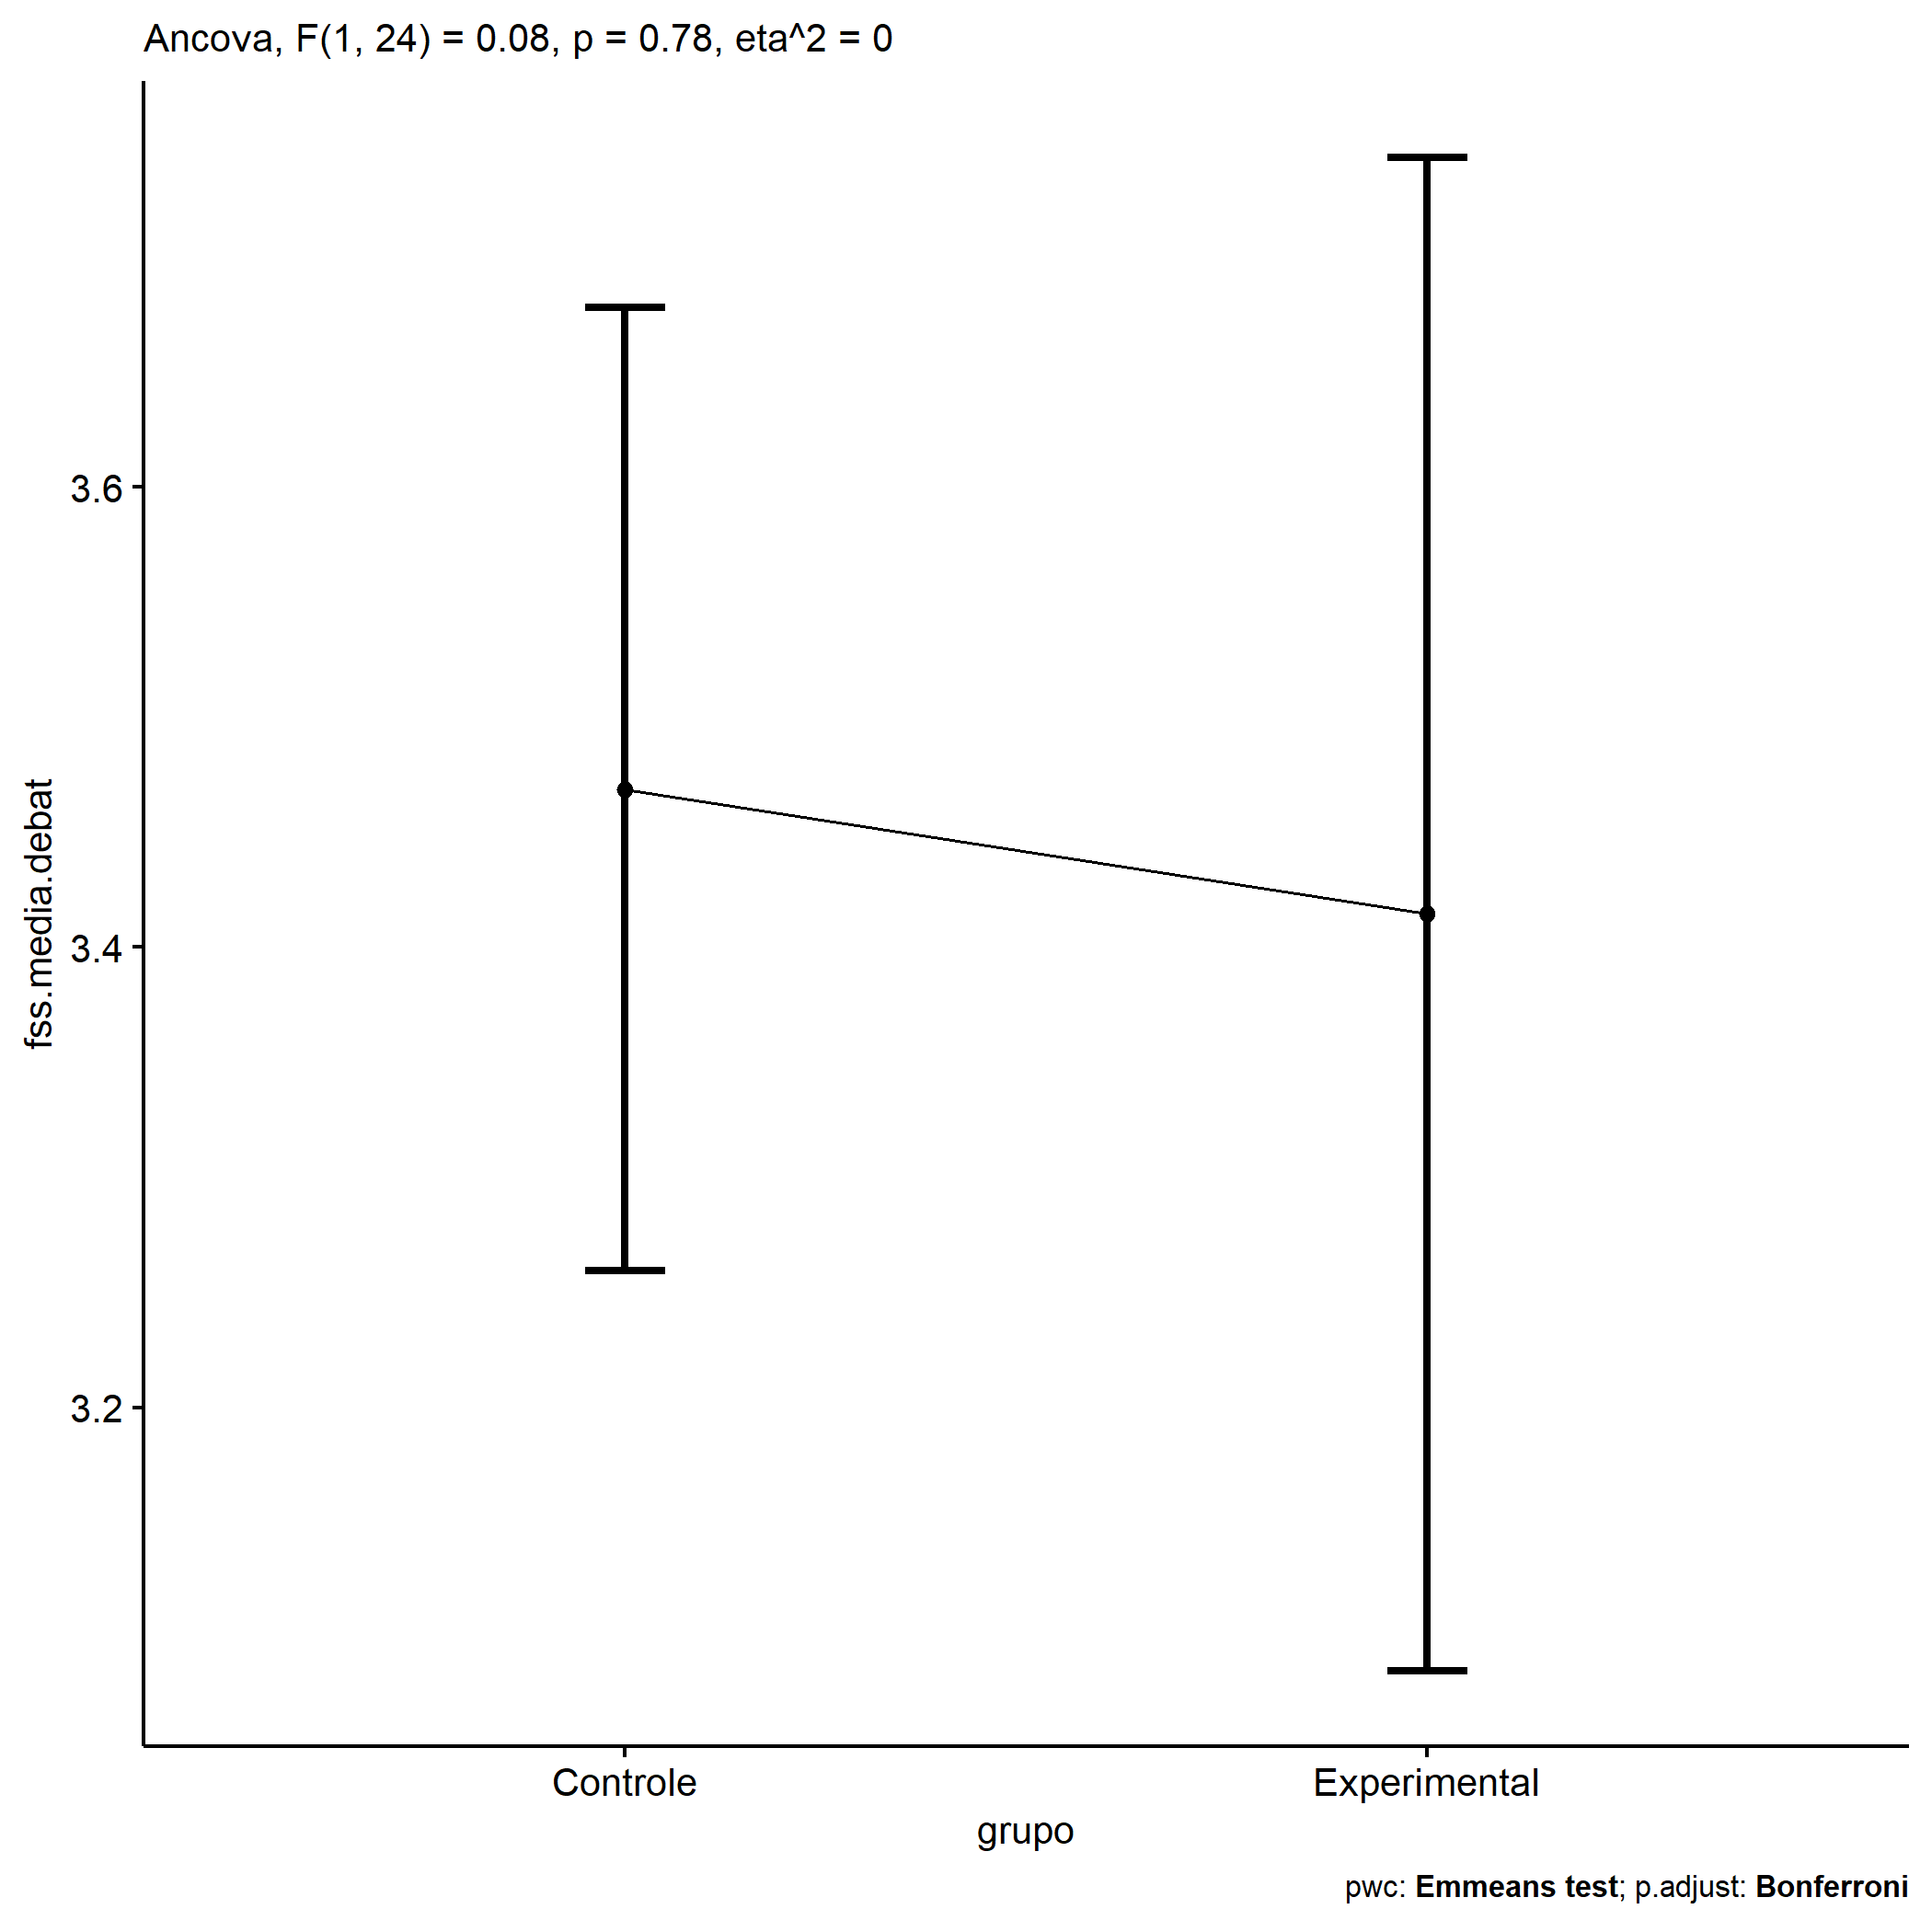 Ancova, F(1, 24) = 0.08, p = 0.78, eta^2 = 0
fss.media.debat
3.6
3.4
3.2
Controle
Experimental
grupo
pwc: Emmeans test; p.adjust: Bonferroni